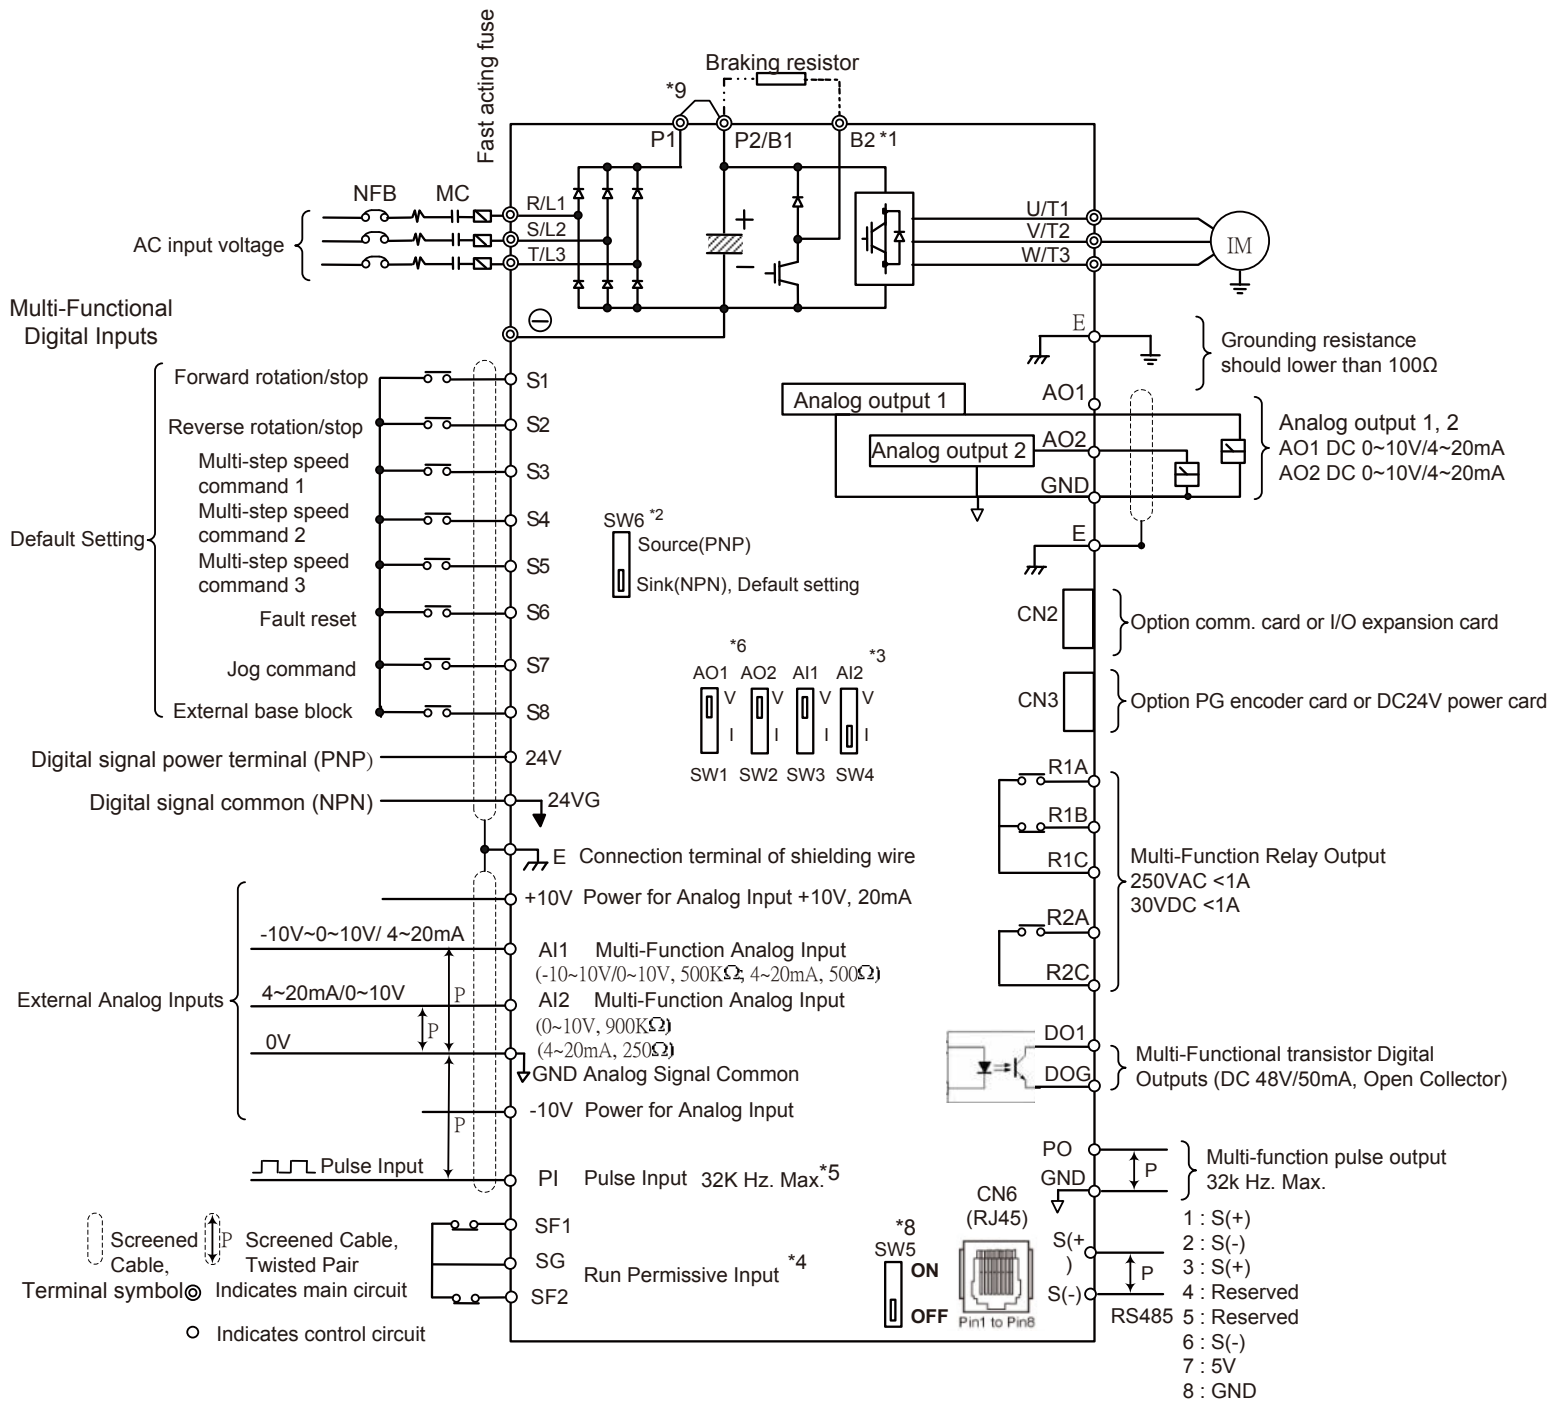 Fast acting fuse
Braking resistor
*9
P1
P2/B1
B2 *1
NFB
MC
R/L1
S/L2
T/L3
AC input voltage
+
−
U/T1
V/T2
W/T3
IM
Multi-Functional
Digital Inputs
E
Grounding resistance
should lower than 100Ω
Default Setting
Forward rotation/stop
S1
Reverse rotation/stop
S2
Multi-step speed
command 1
S3
Multi-step speed
command 2
S4
Multi-step speed
command 3
S5
Fault reset
S6
Jog command
S7
External base block
S8
Digital signal power terminal (PNP)
24V
Digital signal common (NPN)
24VG
E Connection terminal of shielding wire
SW6 *2
Source(PNP)
Sink(NPN), Default setting
*6
*3
AO1 AO2 AI1 AI2
V V V V
I I I I
SW1 SW2 SW3 SW4
Analog output 1
AO1
Analog output 2
AO2
GND
E
Analog output 1, 2
AO1 DC 0~10V/4~20mA
AO2 DC 0~10V/4~20mA
CN2
Option comm. card or I/O expansion card
CN3
Option PG encoder card or DC24V power card
R1A
R1B
R1C
R2A
R2C
Multi-Function Relay Output
250VAC <1A
30VDC <1A
External Analog Inputs
+10V Power for Analog Input +10V, 20mA
-10V~0~10V/ 4~20mA
AI1 Multi-Function Analog Input
(-10~10V/0~10V, 500KΩ; 4~20mA, 500Ω)
P
4~20mA/0~10V
AI2 Multi-Function Analog Input
(0~10V, 900KΩ)
(4~20mA, 250Ω)
P
0V
GND Analog Signal Common
-10V Power for Analog Input
P
Pulse Input
PI Pulse Input 32K Hz. Max.*5
DO1
DOG
Multi-Functional transistor Digital
Outputs (DC 48V/50mA, Open Collector)
PO
GND
P
Multi-function pulse output
32k Hz. Max.
SF1
SG
SF2
Run Permissive Input *4
*8
SW5
ON
OFF
CN6
(RJ45)
Pin1 to Pin8
S(+
)
S(-)
P
RS485
1 : S(+)
2 : S(-)
3 : S(+)
4 : Reserved
5 : Reserved
6 : S(-)
7 : 5V
8 : GND
Screened
Cable,
P
Screened Cable,
Twisted Pair
Terminal symbol
Indicates main circuit
Indicates control circuit